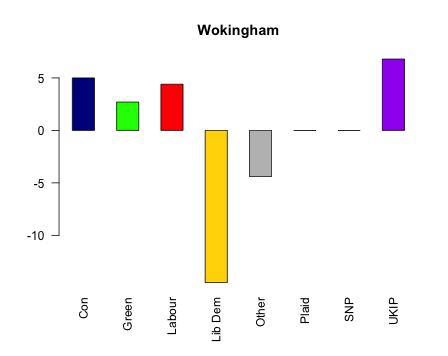 Wokingham
5
0
-5
-10
Con
Green
Labour
Lib Dem
Other
Plaid
SNP
UKIP